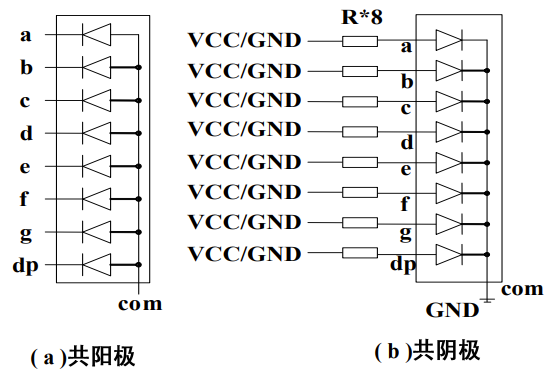 a
b
c
d
e
f
g
dp
com
( a )共阳极
R*8
VCC/GND
a
VCC/GND
b
VCC/GND
c
VCC/GND
d
VCC/GND
e
VCC/GND
f
VCC/GND
g
VCC/GND
dp
com
GND
( b )共阴极